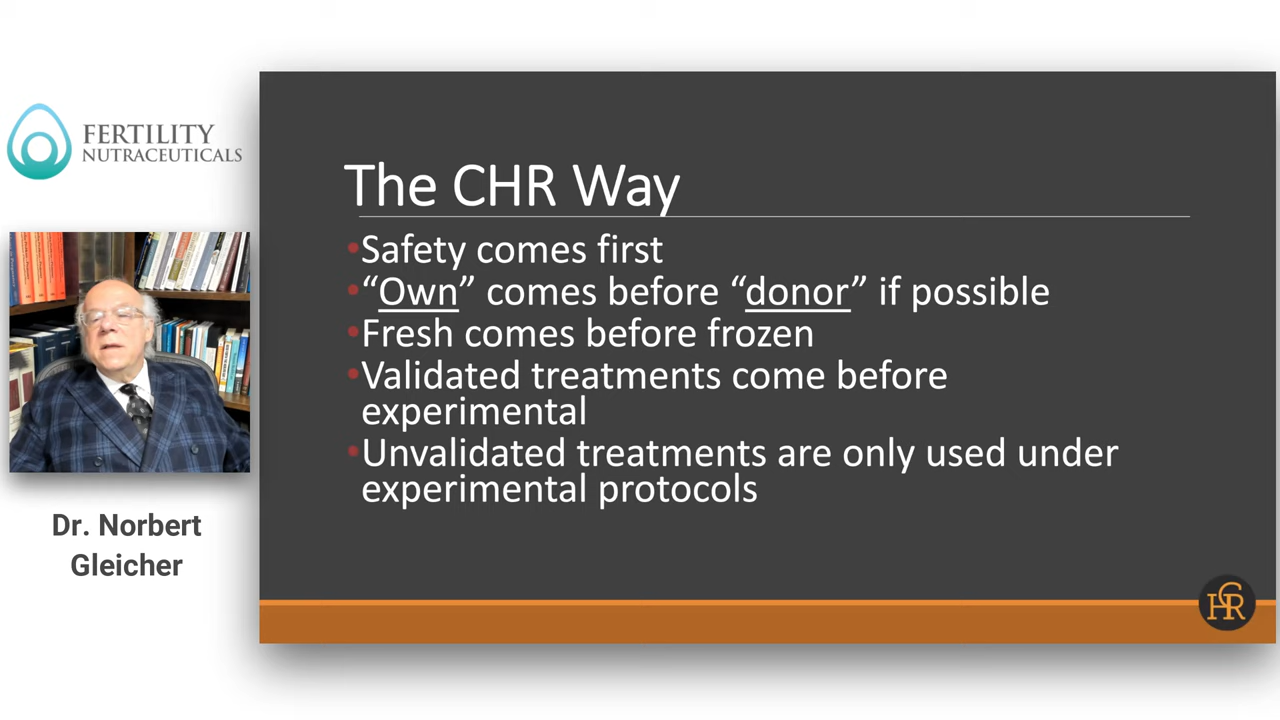 FERTILITY
NUTRACEUTICALS
Dr. Norbert
Gleicher
The CHR Way
•Safety comes first
•“Own” comes before “donor” if possible
•Fresh comes before frozen
•Validated treatments come before
experimental
•Unvalidated treatments are only used under
experimental protocols
CHR